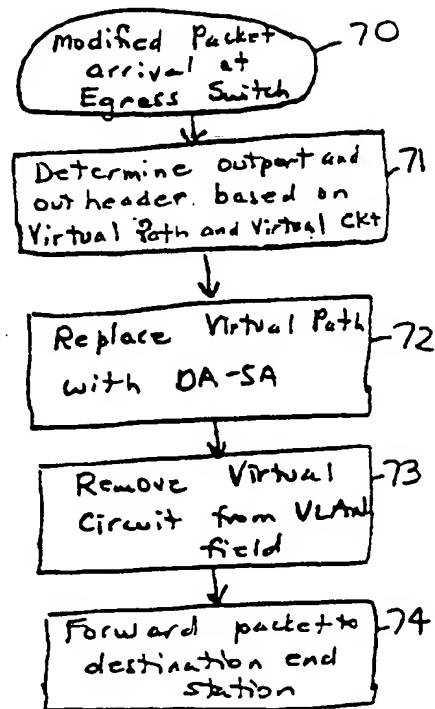 Modified Packet
arrival at
Egress Switch
70
Determine outport and
outheader. based on
Virtual Path and Virtual Ckt
71
Replace Virtual Path
with DA-SA
72
Remove Virtual
Circuit from VLAN
field
73
Forward packet to
destination end
station
74